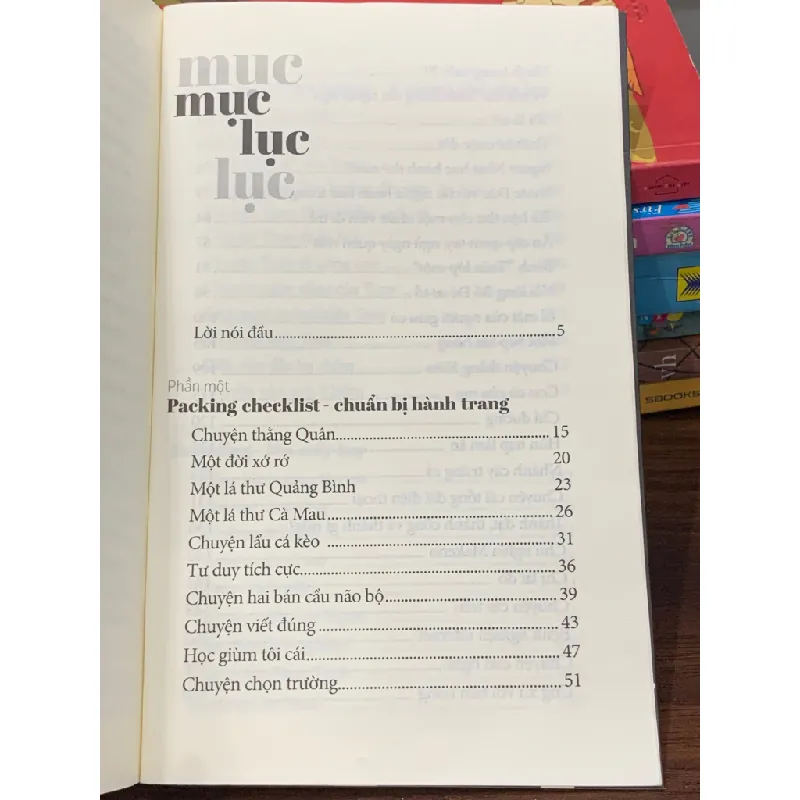 mục
mục
lục
lục
Lời nói đầu 5
Phần một
Packing checklist - chuẩn bị hành trang
Chuyện thằng Quán 15
Một đời xớ rớ 20
Một lá thư Quảng Bình 23
Một lá thư Cà Mau 26
Chuyện lẩu cá kèo 31
Tư duy tích cực 36
Chuyện hai bán cầu não bộ 39
Chuyện viết đúng 43
Học giùm tôi cái 47
Chuyện chọn trường 51
SBOOKS